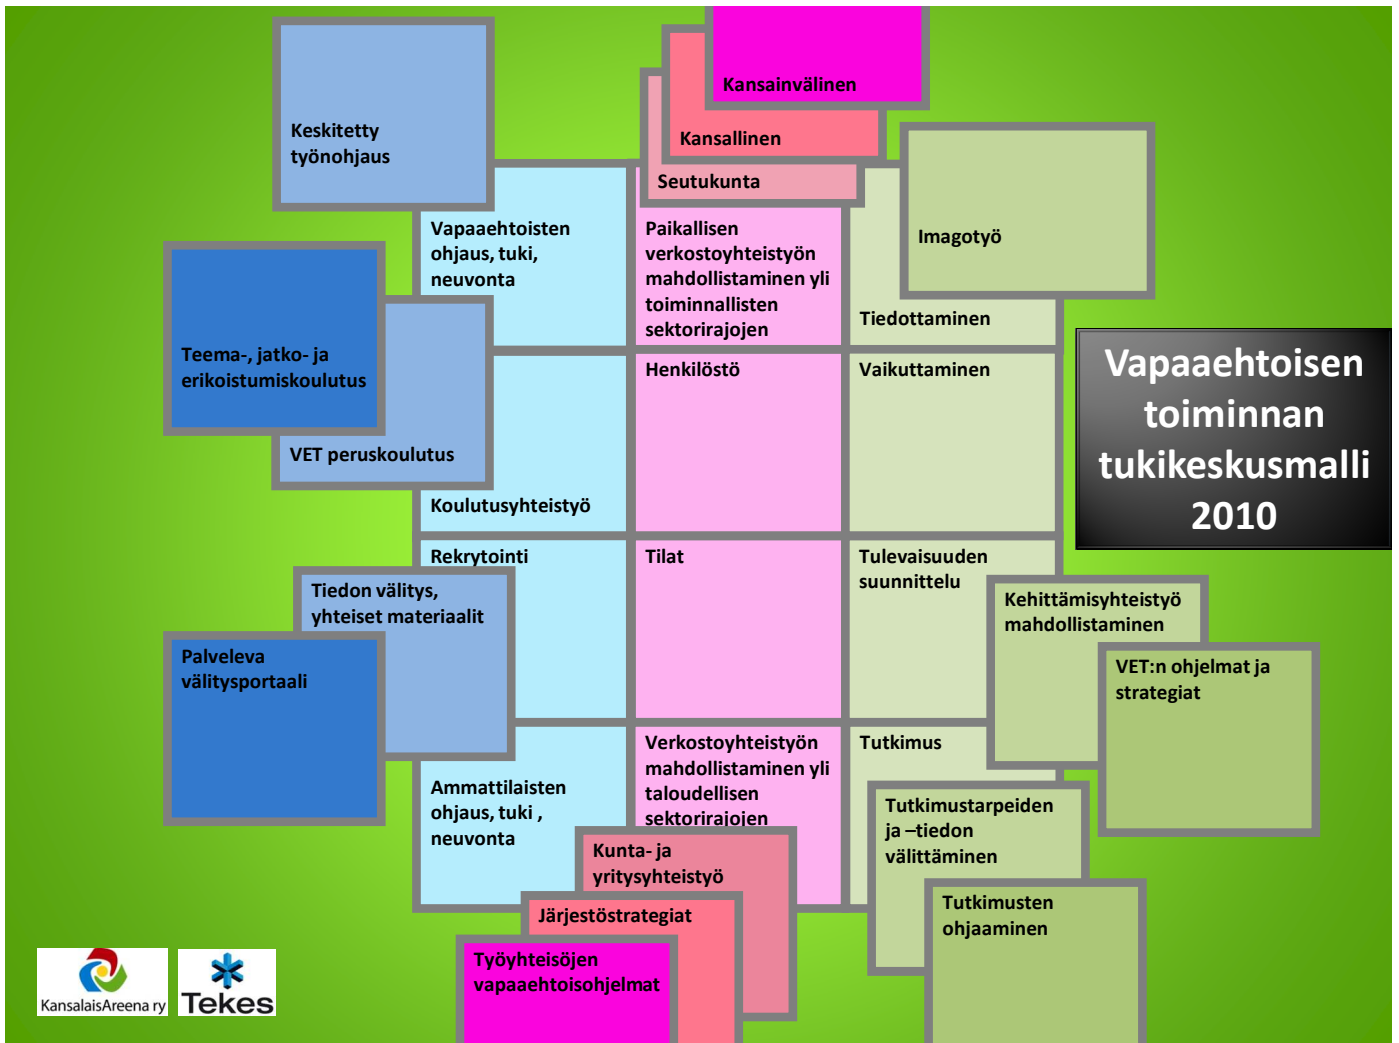 Kansainvälinen
Kansallinen
Seutukunta
Keskitetty
työnohjaus
Vapaaehtoisten
ohjaus, tuki,
neuvonta
Paikallisen
verkostoyhteistyön
mahdollistaminen yli
toiminnallisten
sektorirajojen
Imagotyö
Tiedottaminen
Teema-, jatko- ja
erikoistumiskoulutus
VET peruskoulutus
Koulutusyhteistyö
Henkilöstö
Vaikuttaminen
Vapaaehtoisen
toiminnan
tukikeskusmalli
2010
Rekrytointi
Tilat
Tulevaisuuden
suunnittelu
Tiedon välitys,
yhteiset materiaalit
Palveleva
välitysportaali
Kehittämisyhteistyö
mahdollistaminen
VET:n ohjelmat ja
strategiat
Ammattilaisten
ohjaus, tuki ,
neuvonta
Verkostoyhteistyön
mahdollistaminen yli
taloudellisen
sektorirajojen
Tutkimus
Tutkimustarpeiden
ja –tiedon
välittäminen
Tutkimusten
ohjaaminen
Kunta- ja
yritysyhteistyö
Järjestöstrategiat
Työyhteisöjen
vapaaehtoisohjelmat
KansalaisAreena ry
Tekes